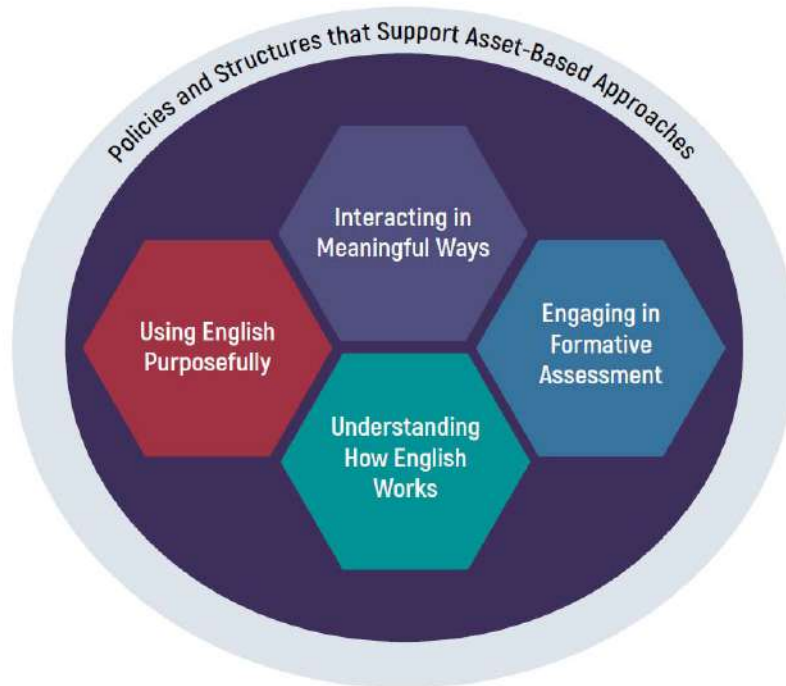 Policies and Structures that Support Asset-Based Approaches
Interacting in
Meaningful Ways
Using English
Purposefully
Engaging in
Formative
Assessment
Understanding
How English
Works